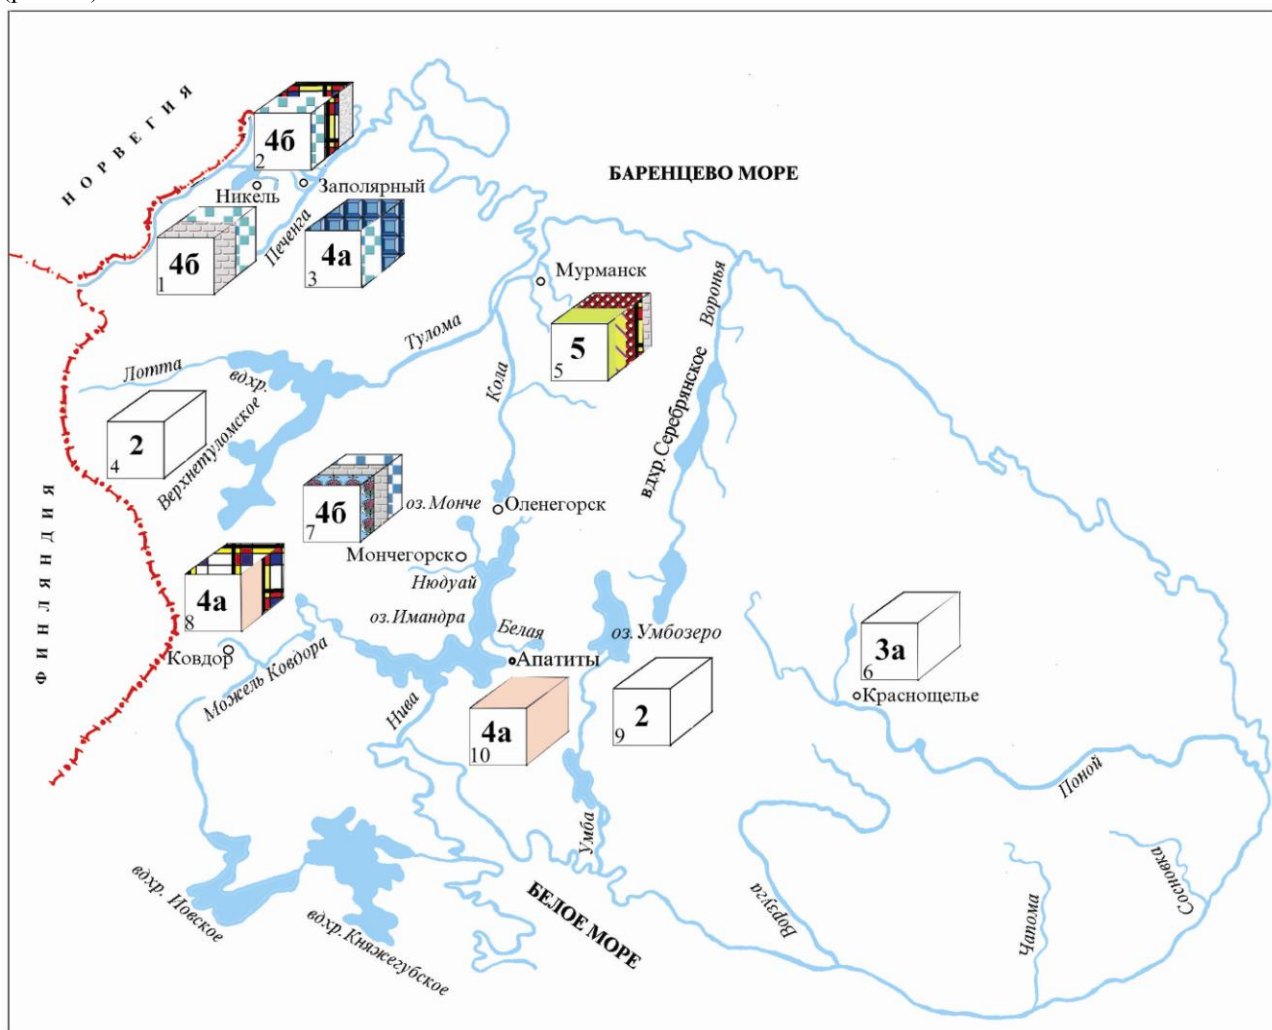 НОРВЕГИЯ
4б
2
Никель
Заполярный
БАРЕНЦЕВО МОРЕ
Печенга
4б
1
4а
3
Мурманск
5
5
Воронья
Тулома
Кола
вдхр. Серебрянское
Лотта
вдхр.
Верхнетуломское
2
4
4б
7
оз. Монче
Оленегорск
ФИНЛЯНДИЯ
Мончегорск
Нюдуай
4а
8
оз. Имандра
Белая
оз. Умбозеро
3а
6
Ковдор
Апатиты
Краснощелье
Можель Ковдора
Нива
4а
10
2
9
Поной
Умба
вдхр. Иовское
вдхр. Княжегубское
БЕЛОЕ МОРЕ
Ворзуга
Чапома
Сосновка